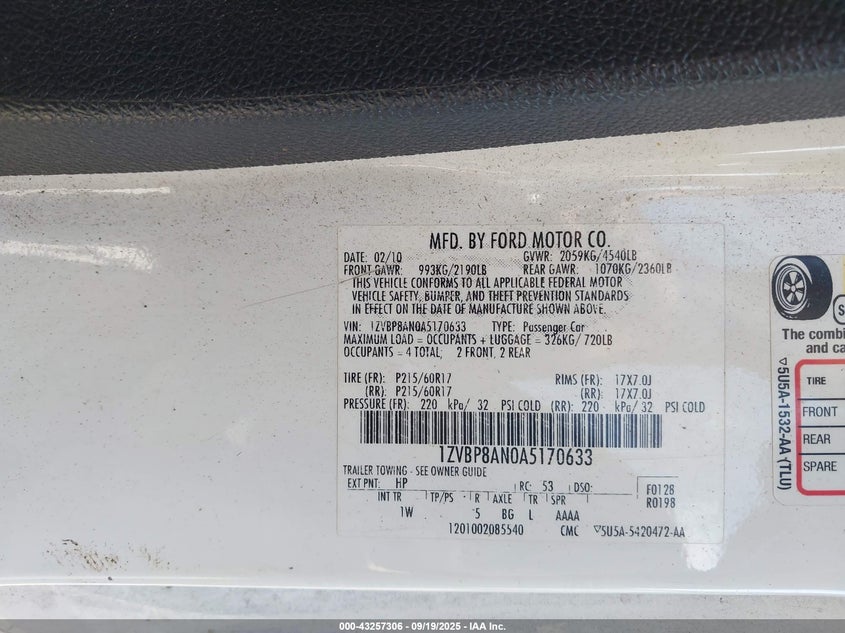 MFD. BY FORD MOTOR CO.
DATE: 02/10 GVWR: 2059KG/4540LB
FRONT GAWR: 993KG/2190LB REAR GAWR: 1070KG/2360LB
THIS VEHICLE CONFORMS TO ALL APPLICABLE FEDERAL MOTOR
VEHICLE SAFETY, BUMPER, AND THEFT PREVENTION STANDARDS
IN EFFECT ON THE DATE OF MANUFACTURE SHOWN ABOVE.
VIN: 1ZVBP8AN0A5170633 TYPE: Passenger Car
MAXIMUM LOAD = OCCUPANTS + LUGGAGE = 326KG/ 720LB
OCCUPANTS = 4 TOTAL; 2 FRONT, 2 REAR
TIRE (FR): P215/60R17 RIMS (FR): 17X7.0J
(RR): P215/60R17 (RR): 17X7.0J
PRESSURE (FR): 220 kPa/ 32 PSI COLD (RR): 220 kPa/ 32 PSI COLD
1ZVBP8AN0A5170633
TRAILER TOWING - SEE OWNER GUIDE
EXT PNT: HP RC: 53 DSO: F0128
INT TR TP/PS R AXLE TR SPR R0198
1W 5 BG L AAAA
1201002085540 CMC 5U5A-5420472-AA
The combi
and ca
5U5A-1532-AA (TLU)
TIRE
FRONT
REAR
SPARE
000-43257306 - 09/19/2025 - IAA Inc.